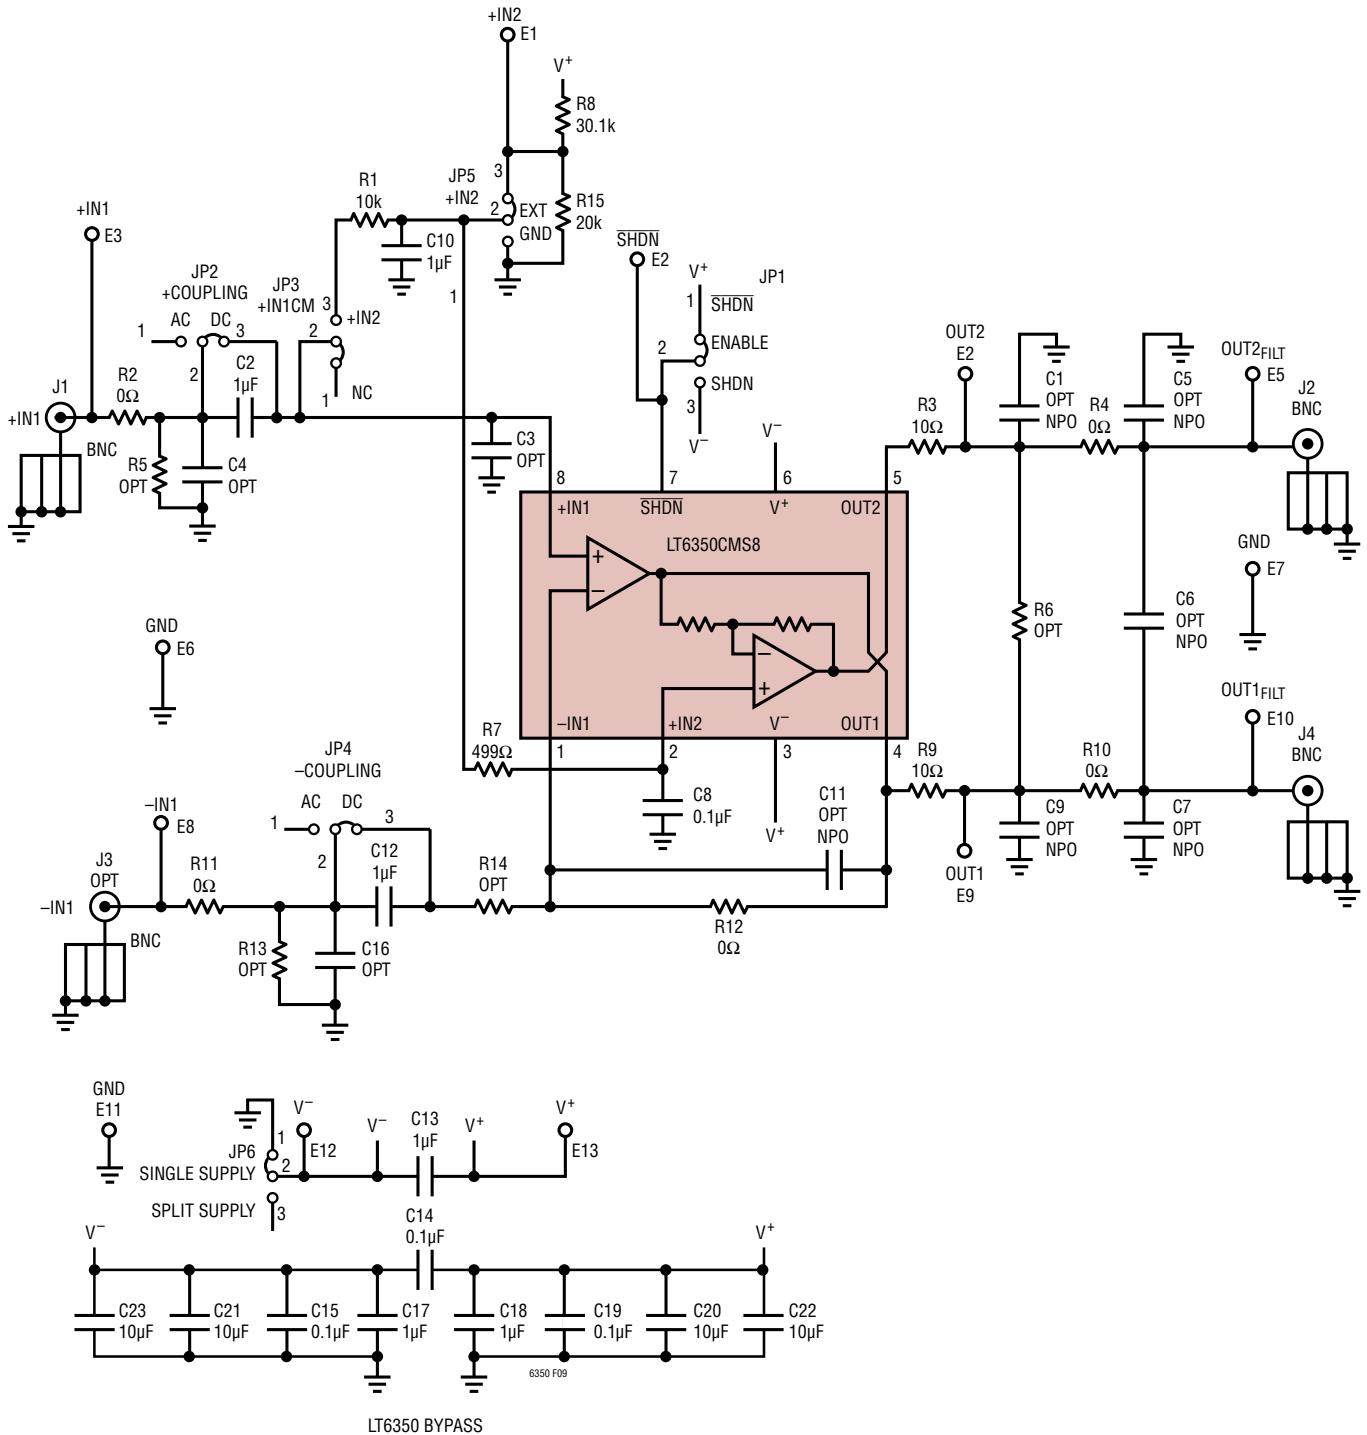 +IN2
E1
V+
R8
30.1k
3
JP5
+IN2
2
EXT
GND
R15
20k
R1
10k
C10
1µF
+IN1
E3
JP2
+COUPLING
1
AC
DC
3
2
JP3
+IN1CM
3
+IN2
2
1
NC
1
SHDN
E2
V+
JP1
1
SHDN
2
ENABLE
SHDN
3
V–
J1
+IN1
BNC
R2
0Ω
C2
1µF
R5
OPT
C4
OPT
C3
OPT
8
7
V–
6
5
+IN1
SHDN
V+
OUT2
LT6350CMS8
+
–
–
+
–IN1
+IN2
V–
OUT1
1
2
3
4
V+
R3
10Ω
OUT2
E2
C1
OPT
NPO
R4
0Ω
C5
OPT
NPO
OUT2FILT
E5
J2
BNC
GND
E7
R6
OPT
C6
OPT
NPO
OUT1FILT
E10
J4
BNC
R9
10Ω
R10
0Ω
C9
OPT
NPO
C7
OPT
NPO
OUT1
E9
GND
E6
R7
499Ω
C8
0.1µF
C11
OPT
NPO
JP4
–COUPLING
1
AC
DC
3
2
–IN1
E8
J3
OPT
–IN1
BNC
R11
0Ω
C12
1µF
R14
OPT
R13
OPT
C16
OPT
R12
0Ω
GND
E11
JP6
SINGLE SUPPLY
SPLIT SUPPLY
1
2
3
V–
E12
V–
C13
1µF
V+
V+
E13
V–
C14
0.1µF
V+
C23
10µF
C21
10µF
C15
0.1µF
C17
1µF
C18
1µF
C19
0.1µF
C20
10µF
C22
10µF
6350 F09
LT6350 BYPASS